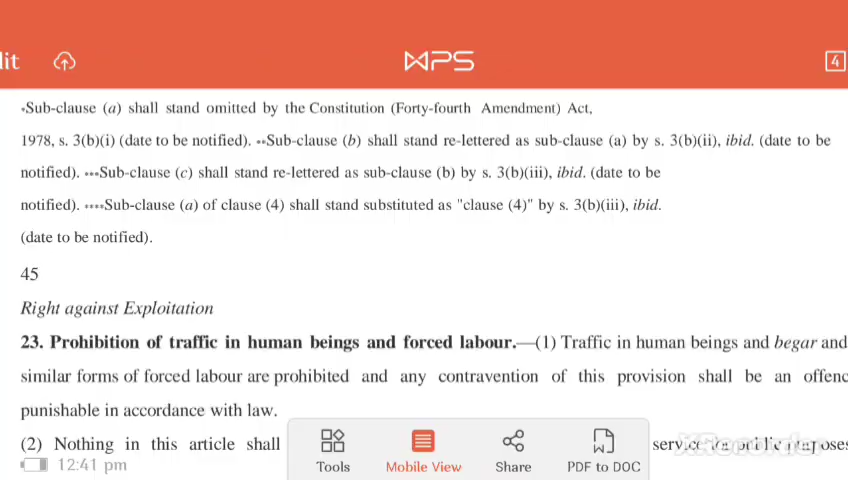 lit
WPS
4
*Sub-clause (a) shall stand omitted by the Constitution (Forty-fourth Amendment) Act,
1978, s. 3(b)(i) (date to be notified). **Sub-clause (b) shall stand re-lettered as sub-clause (a) by s. 3(b)(ii), ibid. (date to be
notified). ***Sub-clause (c) shall stand re-lettered as sub-clause (b) by s. 3(b)(iii), ibid. (date to be
notified). ****Sub-clause (a) of clause (4) shall stand substituted as "clause (4)" by s. 3(b)(iii), ibid.
(date to be notified).
45
Right against Exploitation
23. Prohibition of traffic in human beings and forced labour.—(1) Traffic in human beings and begar and
similar forms of forced labour are prohibited and any contravention of this provision shall be an offenc
punishable in accordance with law.
(2) Nothing in this article shall service for public purposes
XRecorder
12:41 pm
Tools
Mobile View
Share
PDF to DOC